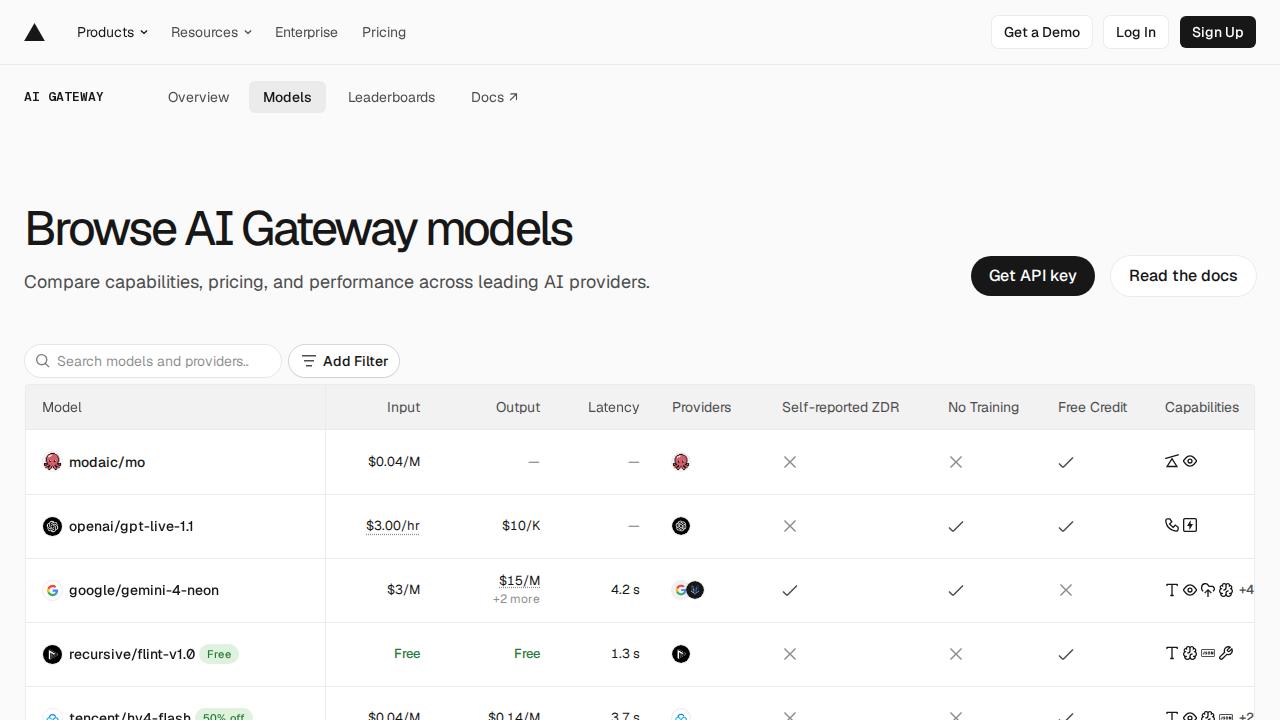 Products Resources Enterprise Pricing Get a Demo Log In Sign Up
AI GATEWAY Overview Models Leaderboards Docs
Browse AI Gateway models
Compare capabilities, pricing, and performance across leading AI providers.
Get API key Read the docs
Search models and providers.. Add Filter
Model Input Output Latency Providers Self-reported ZDR No Training Free Credit Capabilities
modaic/mo $0.04/M — —
openai/gpt-live-1.1 $3.00/hr $10/K —
google/gemini-4-neon $3/M $15/M +2 more 4.2 s +4
recursive/flint-v1.0 Free Free Free 1.3 s
tencent/hy4-flash 50% off $0.04/M $0.14/M 3.7 s +2